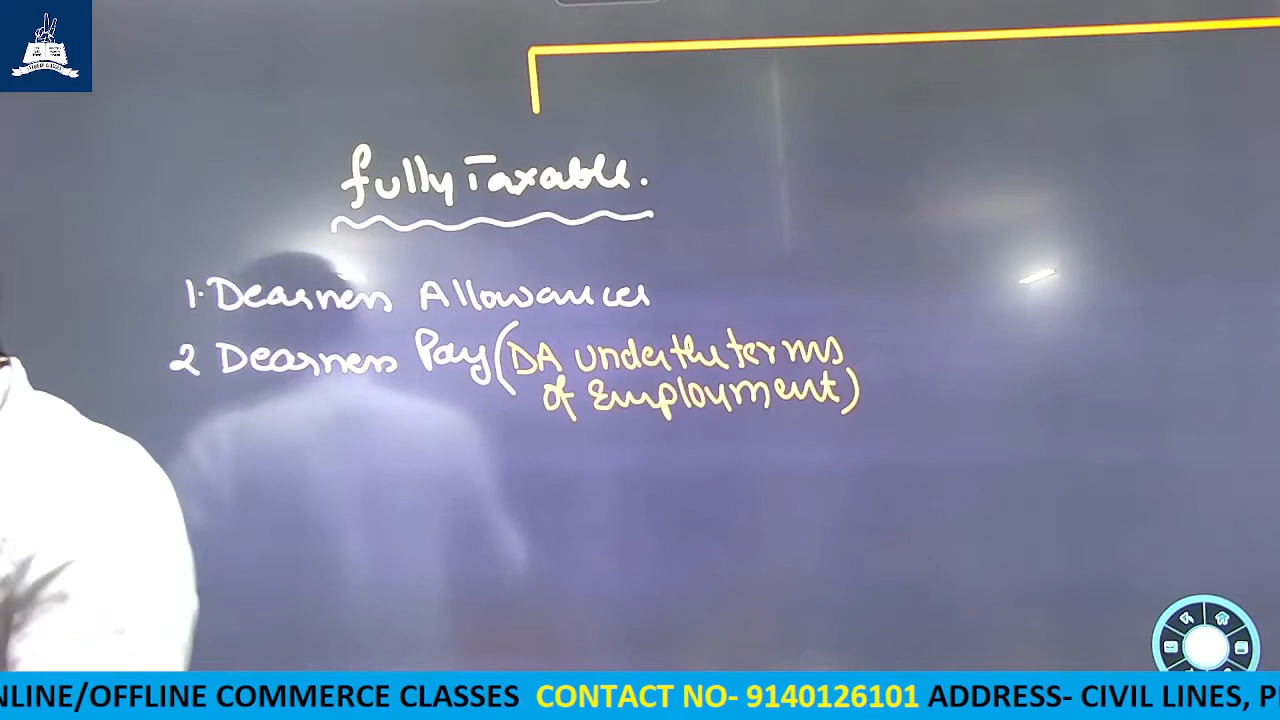 fully Taxable.
1. Dearness Allowances
2 Dearness Pay (DA under the terms
of Employment)
NLINE/OFFLINE COMMERCE CLASSES CONTACT NO- 9140126101 ADDRESS- CIVIL LINES, P